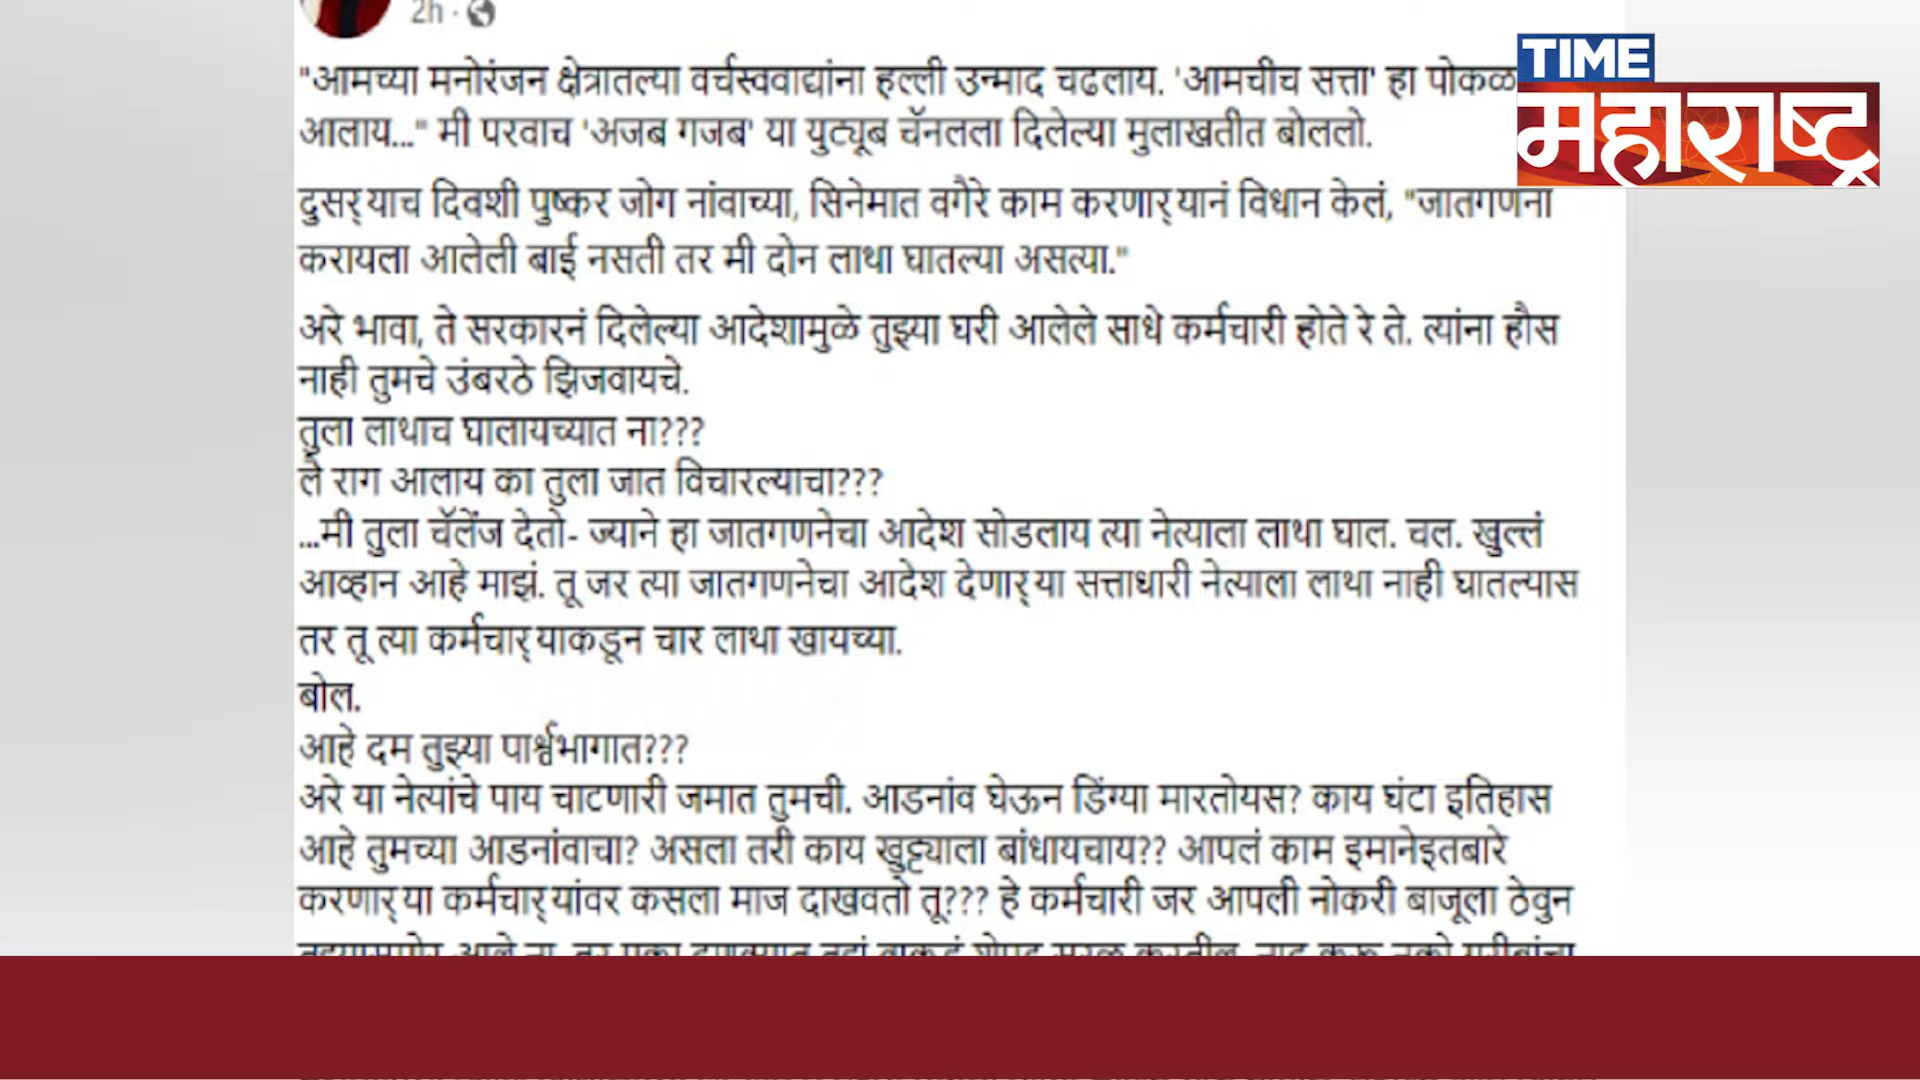 2h ·
TIME
महाराष्ट्र
"आमच्या मनोरंजन क्षेत्रातल्या वर्चस्ववाद्यांना हल्ली उन्माद चढलाय. 'आमचीच सत्ता' हा पोकळ
आलाय..." मी परवाच 'अजब गजब' या युट्यूब चॅनलला दिलेल्या मुलाखतीत बोललो.
दुसर्‍याच दिवशी पुष्कर जोग नांवाच्या, सिनेमात वगैरे काम करणार्‍यानं विधान केलं, "जातगणना
करायला आलेली बाई नसती तर मी दोन लाथा घातल्या असत्या."
अरे भावा, ते सरकारनं दिलेल्या आदेशामुळे तुझ्या घरी आलेले साधे कर्मचारी होते रे ते. त्यांना हौस
नाही तुमचे उंबरठे झिजवायचे.
तुला लाथाच घालायच्यात ना???
लै राग आलाय का तुला जात विचारल्याचा???
...मी तुला चॅलेंज देतो- ज्याने हा जातगणनेचा आदेश सोडलाय त्या नेत्याला लाथा घाल. चल. खुल्लं
आव्हान आहे माझं. तू जर त्या जातगणनेचा आदेश देणार्‍या सत्ताधारी नेत्याला लाथा नाही घातल्यास
तर तू त्या कर्मचार्‍याकडून चार लाथा खायच्या.
बोल.
आहे दम तुझ्या पार्श्वभागात???
अरे या नेत्यांचे पाय चाटणारी जमात तुमची. आडनांव घेऊन डिंग्या मारतोयस? काय घंटा इतिहास
आहे तुमच्या आडनांवाचा? असला तरी काय खुट्ट्याला बांधायचाय?? आपलं काम इमानेइतबारे
करणार्‍या कर्मचार्‍यांवर कसला माज दाखवतो तू??? हे कर्मचारी जर आपली नोकरी बाजूला ठेवुन